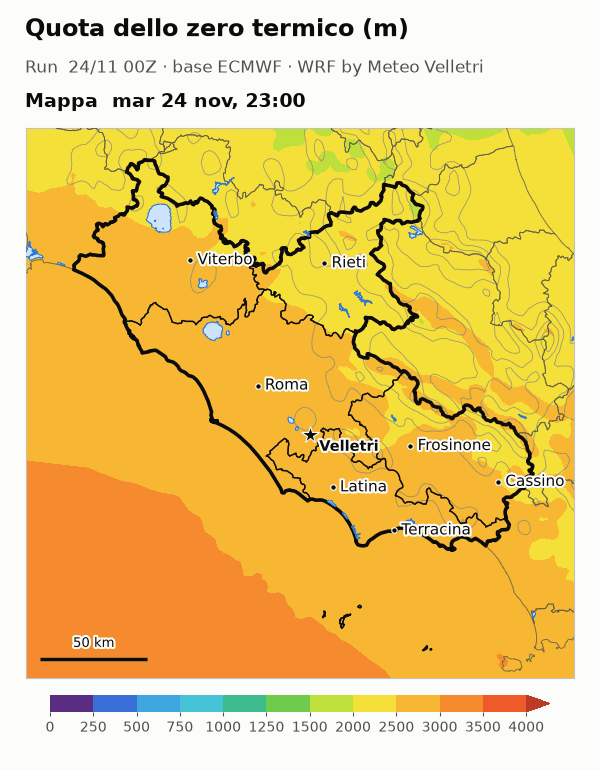 Quota dello zero termico (m)
Run  24/11 00Z · base ECMWF · WRF by Meteo Velletri
Mappa  mar 24 nov, 23:00
Viterbo
Rieti
Roma
Velletri
Frosinone
Cassino
Latina
Terracina
50 km
0 250 500 750 1000 1250 1500 2000 2500 3000 3500 4000